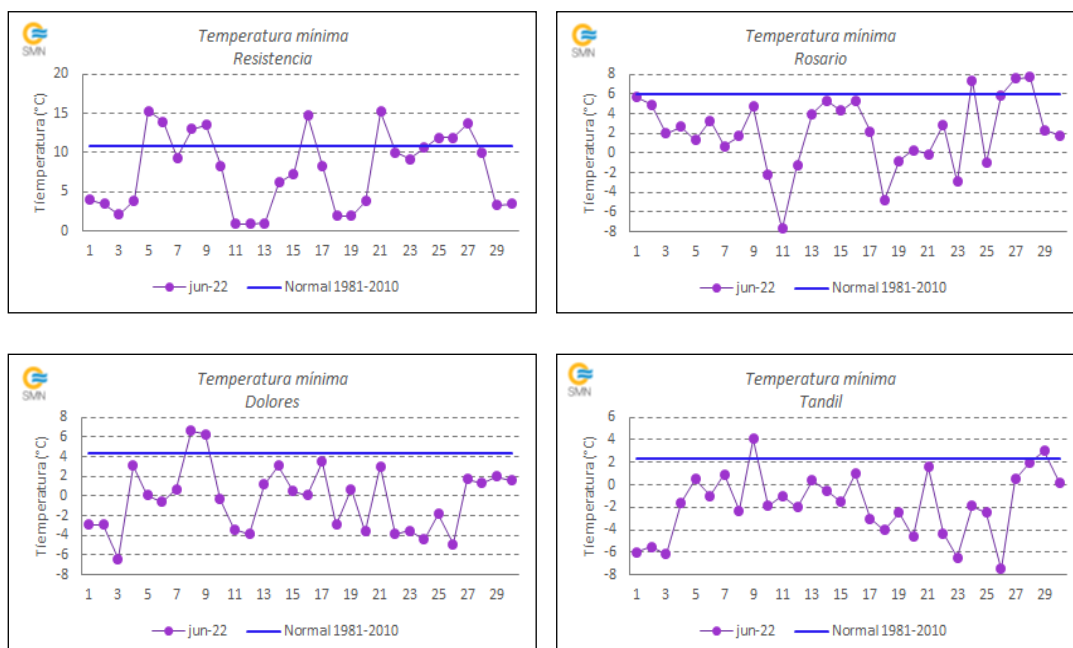 SMN
Temperatura mínima
Resistencia
Tíemperatura (°C)
20
15
10
5
0
1 3 5 7 9 11 13 15 17 19 21 23 25 27 29
jun-22 Normal 1981-2010
SMN
Temperatura mínima
Rosario
Tíemperatura (°C)
8
6
4
2
0
-2
-4
-6
-8
1 3 5 7 9 11 13 15 17 19 21 23 25 27 29
jun-22 Normal 1981-2010
SMN
Temperatura mínima
Dolores
Tíemperatura (°C)
8
6
4
2
0
-2
-4
-6
-8
1 3 5 7 9 11 13 15 17 19 21 23 25 27 29
jun-22 Normal 1981-2010
SMN
Temperatura mínima
Tandil
Tíemperatura (°C)
6
4
2
0
-2
-4
-6
-8
1 3 5 7 9 11 13 15 17 19 21 23 25 27 29
jun-22 Normal 1981-2010